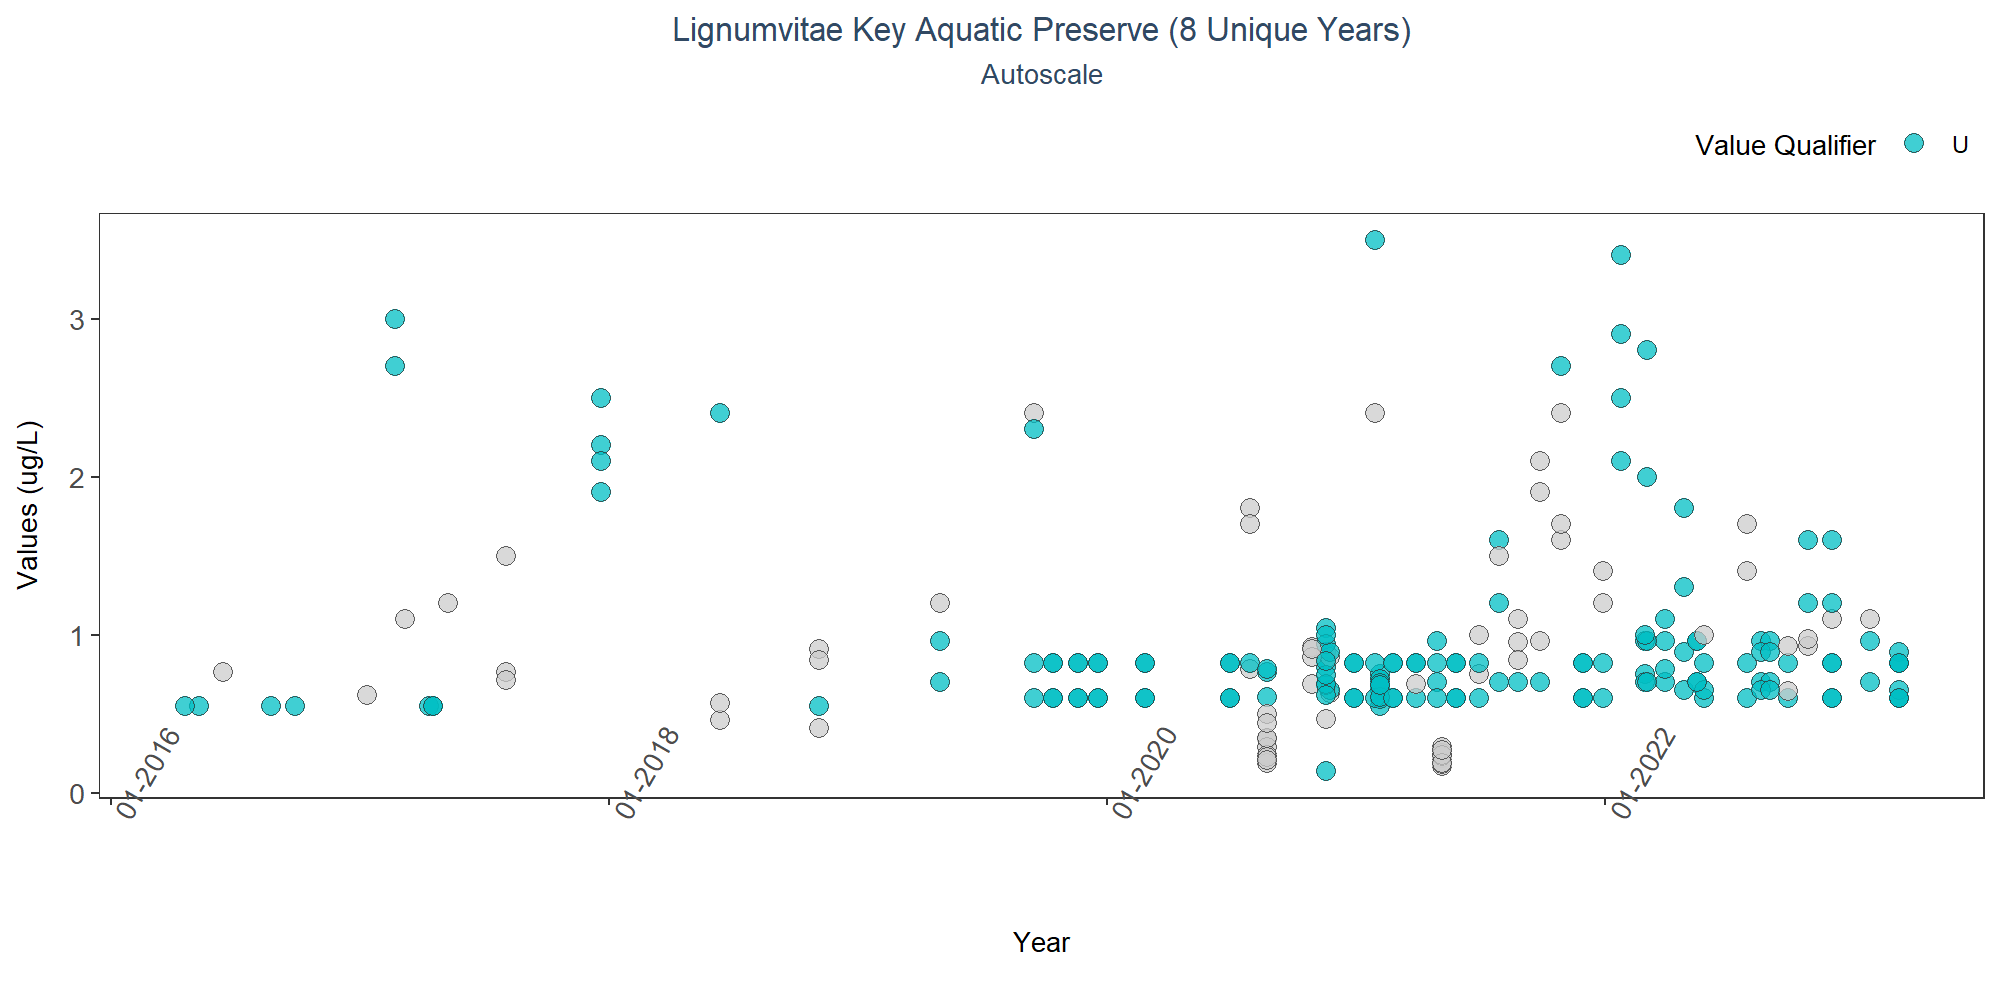 Lignumvitae Key Aquatic Preserve (8 Unique Years)
Autoscale
Value Qualifier U
Values (ug/L)
3
2
1
0
01-2016 01-2018 01-2020 01-2022
Year